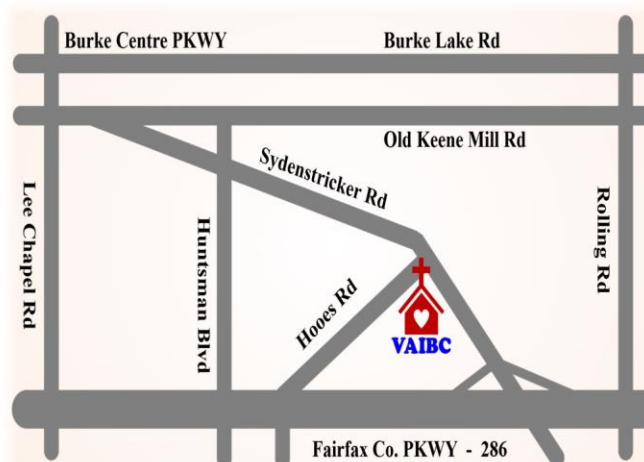 Burke Centre PKWY
Burke Lake Rd
Old Keene Mill Rd
Sydenstricker Rd
Lee Chapel Rd
Huntsman Blvd
Hooes Rd
Rolling Rd
VAIBC
Fairfax Co. PKWY - 286